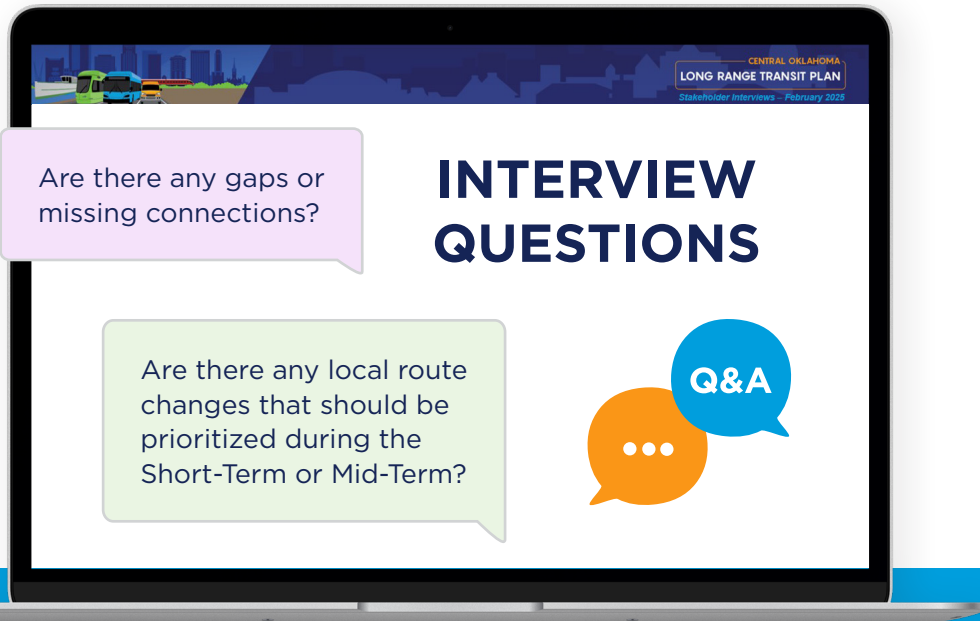 CENTRAL OKLAHOMA
LONG RANGE TRANSIT PLAN
Stakeholder Interviews – February 2025
Are there any gaps or
missing connections?
INTERVIEW
QUESTIONS
Are there any local route
changes that should be
prioritized during the
Short-Term or Mid-Term?
Q&A